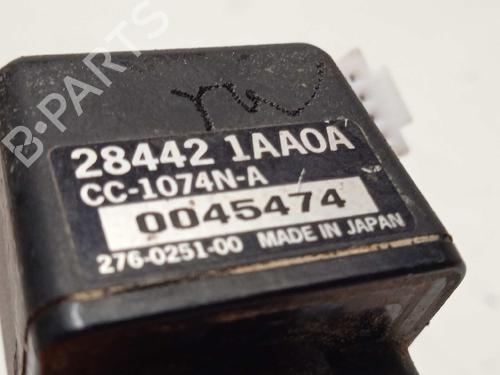 B-PARTS
28442 1AA0A
CC-1074N-A
0045474
276-0251-00 MADE IN JAPAN